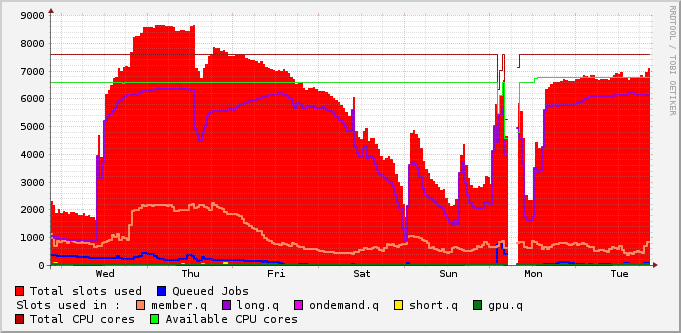 9000
8000
7000
6000
5000
4000
3000
2000
1000
0
Wed Thu Fri Sat Sun Mon Tue
RRDTOOL / TOBI OETIKER
Total slots used Queued Jobs
Slots used in : member.q long.q ondemand.q short.q gpu.q
Total CPU cores Available CPU cores